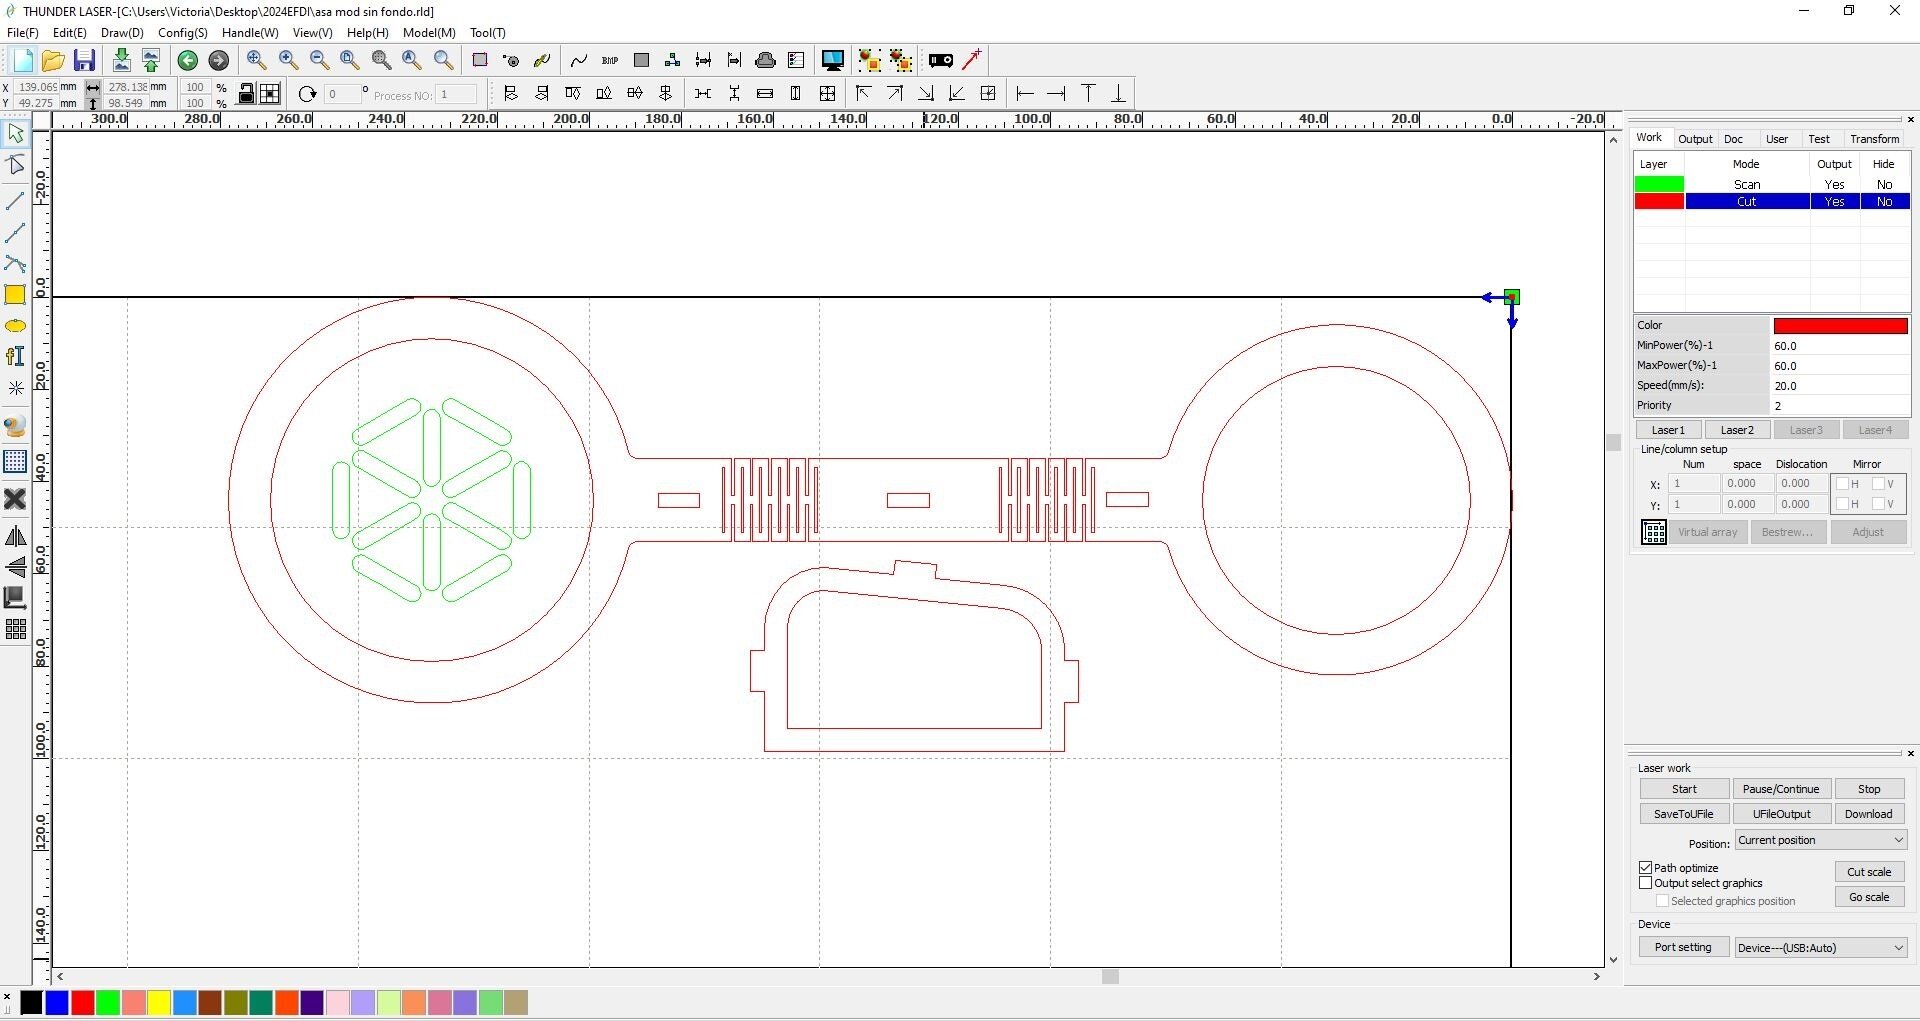 THUNDER LASER-[C:\Users\Victoria\Desktop\2024EFDI\asa mod sin fondo.rld]
File(F) Edit(E) Draw(D) Config(S) Handle(W) View(V) Help(H) Model(M) Tool(T)
BMP
X 139.069 mm 278.138 mm 100 %
Y 49.275 mm 98.549 mm 100 %
0 ° Process NO: 1
300.0 280.0 260.0 240.0 220.0 200.0 180.0 160.0 140.0 120.0 100.0 80.0 60.0 40.0 20.0 0.0 -20.0
-20.0
0.0
20.0
40.0
60.0
80.0
100.0
120.0
140.0
Work Output Doc User Test Transform
Layer Mode Output Hide
Scan Yes No
Cut Yes No
Color
MinPower(%)-1 60.0
MaxPower(%)-1 60.0
Speed(mm/s): 20.0
Priority 2
Laser1 Laser2 Laser3 Laser4
Line/column setup
Num space Dislocation Mirror
X: 1 0.000 0.000 H V
Y: 1 0.000 0.000 H V
Virtual array Bestrew... Adjust
Laser work
Start Pause/Continue Stop
SaveToUFile UFileOutput Download
Position: Current position
Path optimize Cut scale
Output select graphics
Selected graphics position Go scale
Device
Port setting Device---(USB:Auto)